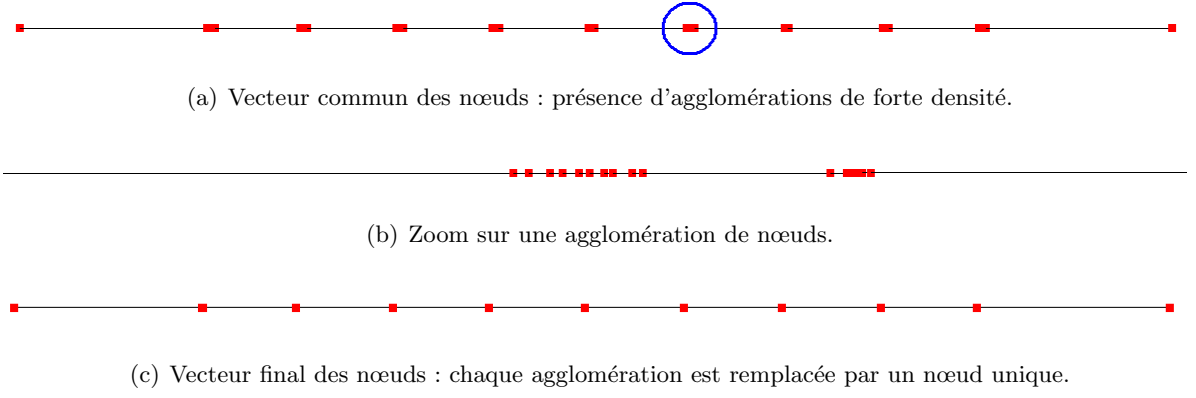 (a) Vecteur commun des nœuds : présence d'agglomérations de forte densité.
(b) Zoom sur une agglomération de nœuds.
(c) Vecteur final des nœuds : chaque agglomération est remplacée par un nœud unique.